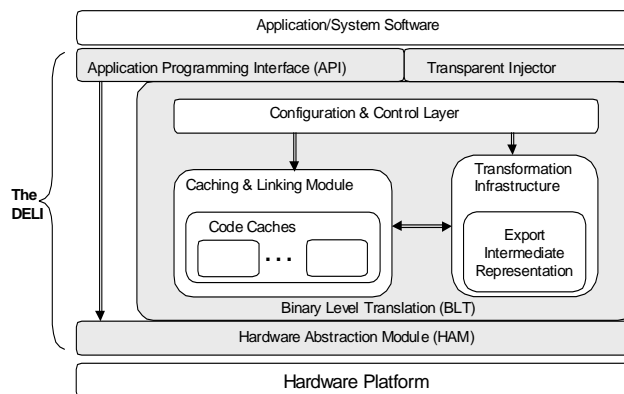 Application/System Software
Application Programming Interface (API)
Transparent Injector
Configuration & Control Layer
Caching & Linking Module
Transformation
Infrastructure
The
DELI
Code Caches
...
Export
Intermediate
Representation
Binary Level Translation (BLT)
Hardware Abstraction Module (HAM)
Hardware Platform